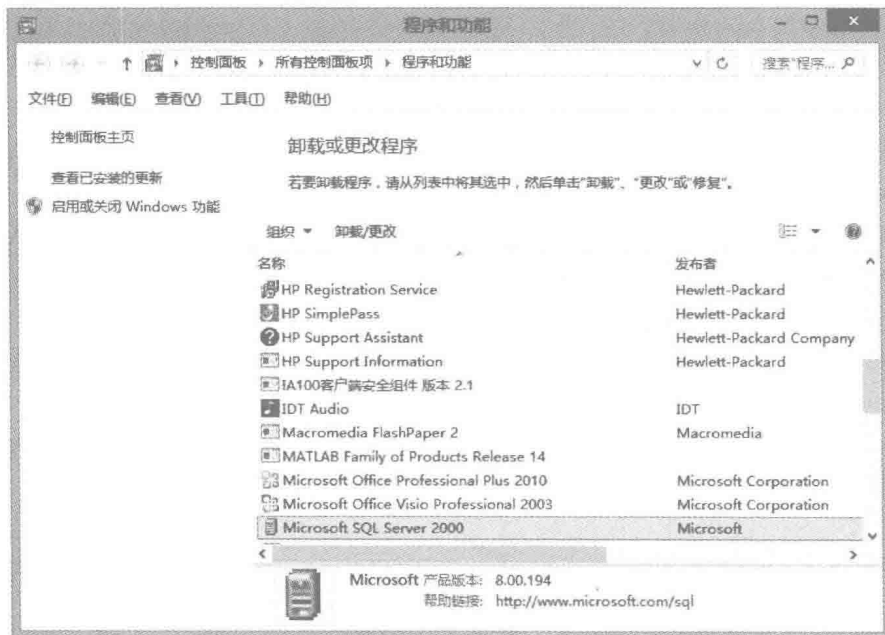 程序和功能
控制面板 › 所有控制面板项 › 程序和功能
搜索"程序...
文件(F) 编辑(E) 查看(V) 工具(T) 帮助(H)
控制面板主页
查看已安装的更新
启用或关闭 Windows 功能
卸载或更改程序
若要卸载程序，请从列表中将其选中，然后单击"卸载"、"更改"或"修复"。
组织 卸载/更改
名称 发布者
HP Registration Service Hewlett-Packard
HP SimplePass Hewlett-Packard
HP Support Assistant Hewlett-Packard Company
HP Support Information Hewlett-Packard
IA100客户端安全组件 版本 2.1
IDT Audio IDT
Macromedia FlashPaper 2 Macromedia
MATLAB Family of Products Release 14
Microsoft Office Professional Plus 2010 Microsoft Corporation
Microsoft Office Visio Professional 2003 Microsoft Corporation
Microsoft SQL Server 2000 Microsoft
Microsoft 产品版本: 8.00.194
帮助链接: http://www.microsoft.com/sql